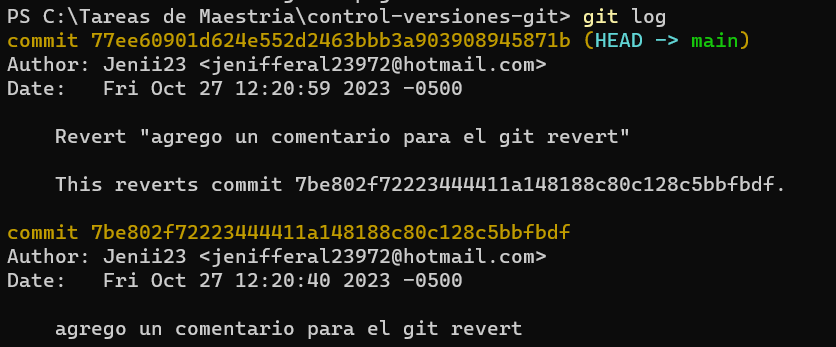 PS C:\Tareas de Maestria\control-versiones-git> git log
commit 77ee60901d624e552d2463bbb3a903908945871b (HEAD -> main)
Author: Jenii23 <jenifferal23972@hotmail.com>
Date:   Fri Oct 27 12:20:59 2023 -0500
Revert "agrego un comentario para el git revert"
This reverts commit 7be802f72223444411a148188c80c128c5bbfbdf.
commit 7be802f72223444411a148188c80c128c5bbfbdf
Author: Jenii23 <jenifferal23972@hotmail.com>
Date:   Fri Oct 27 12:20:40 2023 -0500
agrego un comentario para el git revert